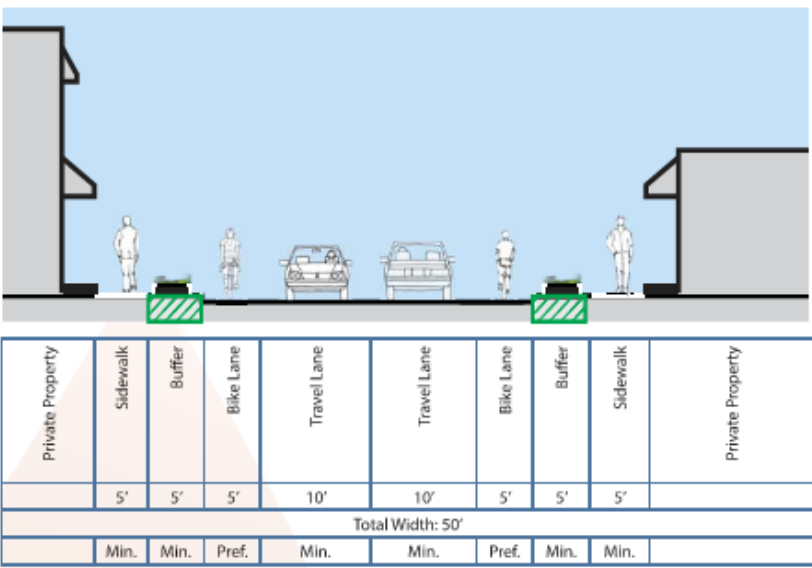 Private Property
Sidewalk
Buffer
Bike Lane
Travel Lane
Travel Lane
Bike Lane
Buffer
Sidewalk
Private Property
5' 5' 5' 10' 10' 5' 5' 5'
Total Width: 50'
Min. Min. Pref. Min. Min. Pref. Min. Min.